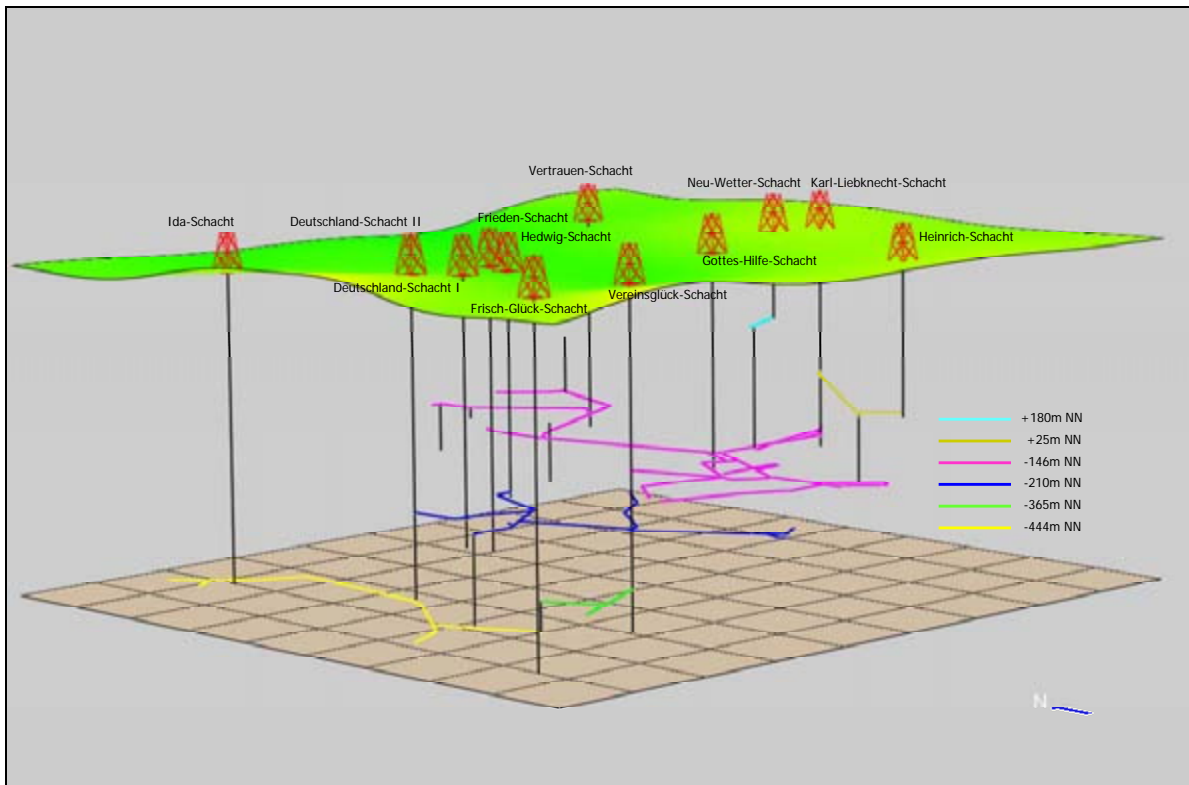 Vertrauen-Schacht
Neu-Wetter-Schacht
Karl-Liebknecht-Schacht
Ida-Schacht
Deutschland-Schacht II
Frieden-Schacht
Hedwig-Schacht
Heinrich-Schacht
Gottes-Hilfe-Schacht
Deutschland-Schacht I
Vereinsglück-Schacht
Frisch-Glück-Schacht
+180m NN
+25m NN
-146m NN
-210m NN
-365m NN
-444m NN
N